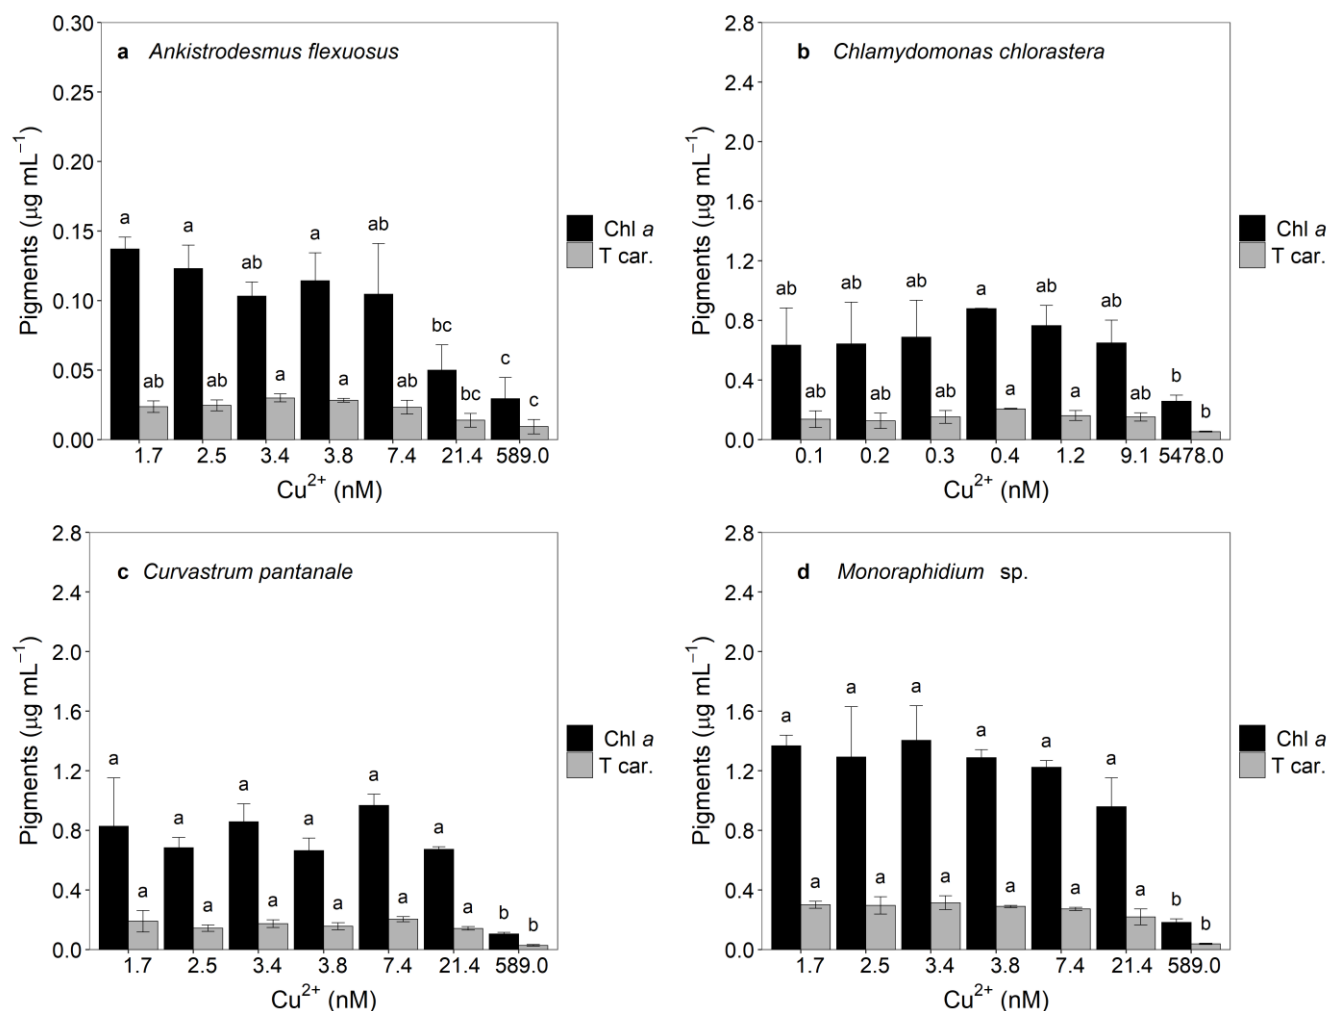 a Ankistrodesmus flexuosus
Pigments (µg mL⁻¹)
0.30
0.25
0.20
0.15
0.10
0.05
0.00
a a ab a ab bc c
ab ab a a ab bc c
1.7 2.5 3.4 3.8 7.4 21.4 589.0
Cu²⁺ (nM)
Chl a
T car.
b Chlamydomonas chlorastera
Pigments (µg mL⁻¹)
2.8
2.4
2.0
1.6
1.2
0.8
0.4
0.0
ab ab ab a ab ab b
ab ab ab a a ab b
0.1 0.2 0.3 0.4 1.2 9.1 5478.0
Cu²⁺ (nM)
Chl a
T car.
c Curvastrum pantanale
Pigments (µg mL⁻¹)
2.8
2.4
2.0
1.6
1.2
0.8
0.4
0.0
a a a a a a b
a a a a a a b
1.7 2.5 3.4 3.8 7.4 21.4 589.0
Cu²⁺ (nM)
Chl a
T car.
d Monoraphidium sp.
Pigments (µg mL⁻¹)
2.8
2.4
2.0
1.6
1.2
0.8
0.4
0.0
a a a a a a b
a a a a a a b
1.7 2.5 3.4 3.8 7.4 21.4 589.0
Cu²⁺ (nM)
Chl a
T car.